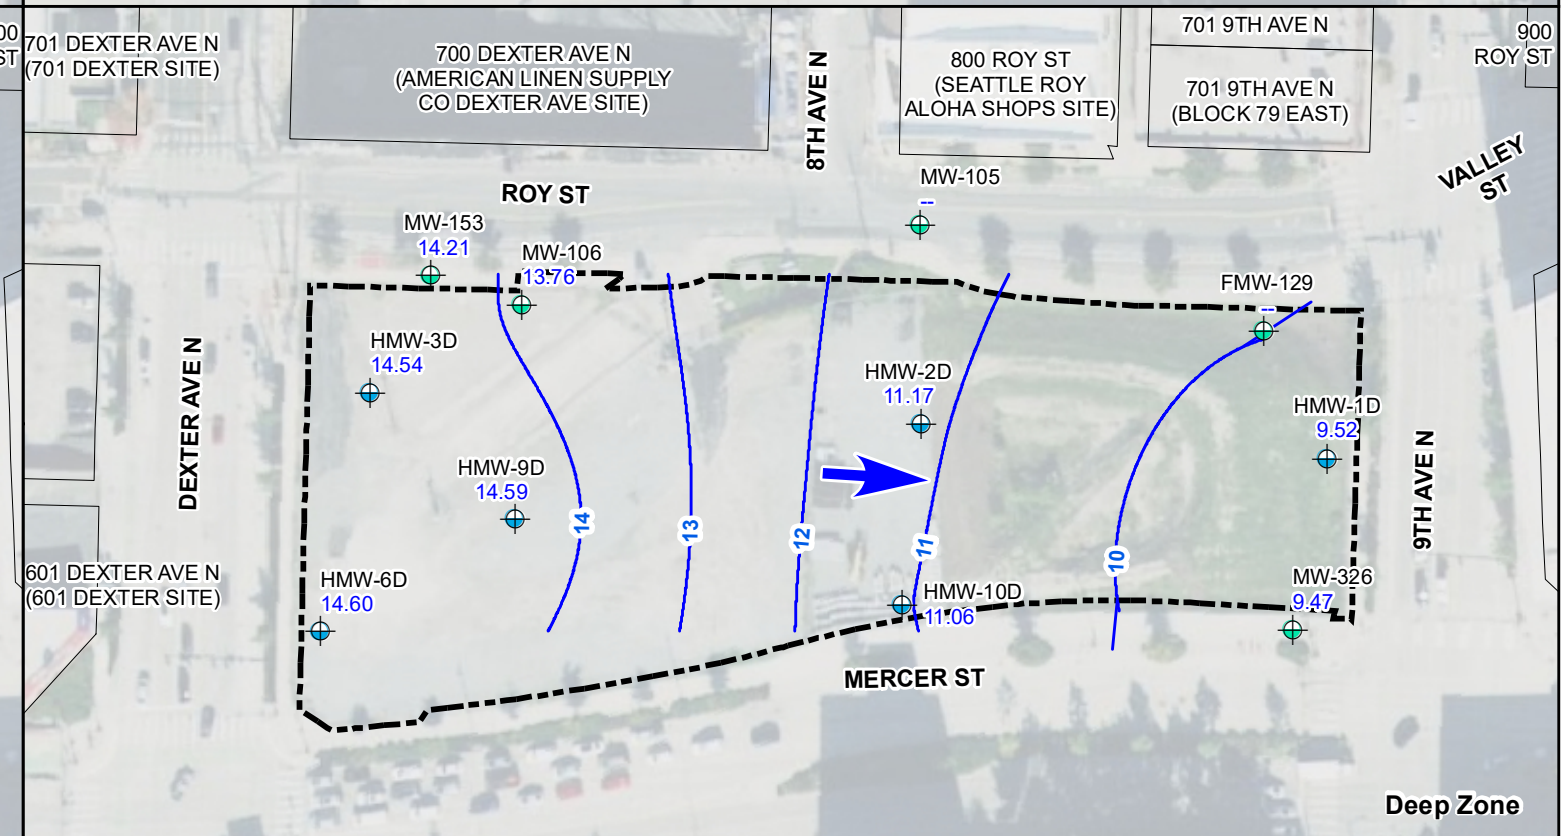 00
ST
701 DEXTER AVE N
(701 DEXTER SITE)
700 DEXTER AVE N
(AMERICAN LINEN SUPPLY
CO DEXTER AVE SITE)
8TH AVE N
800 ROY ST
(SEATTLE ROY
ALOHA SHOPS SITE)
701 9TH AVE N
701 9TH AVE N
(BLOCK 79 EAST)
900
ROY ST
VALLEY
ST
ROY ST
MW-105
--
MW-153
14.21
MW-106
13.76
FMW-129
--
HMW-3D
14.54
HMW-2D
11.17
HMW-1D
9.52
DEXTER AVE N
9TH AVE N
HMW-9D
14.59
14
13
12
11
10
HMW-6D
14.60
HMW-10D
11.06
MW-326
9.47
601 DEXTER AVE N
(601 DEXTER SITE)
MERCER ST
Deep Zone